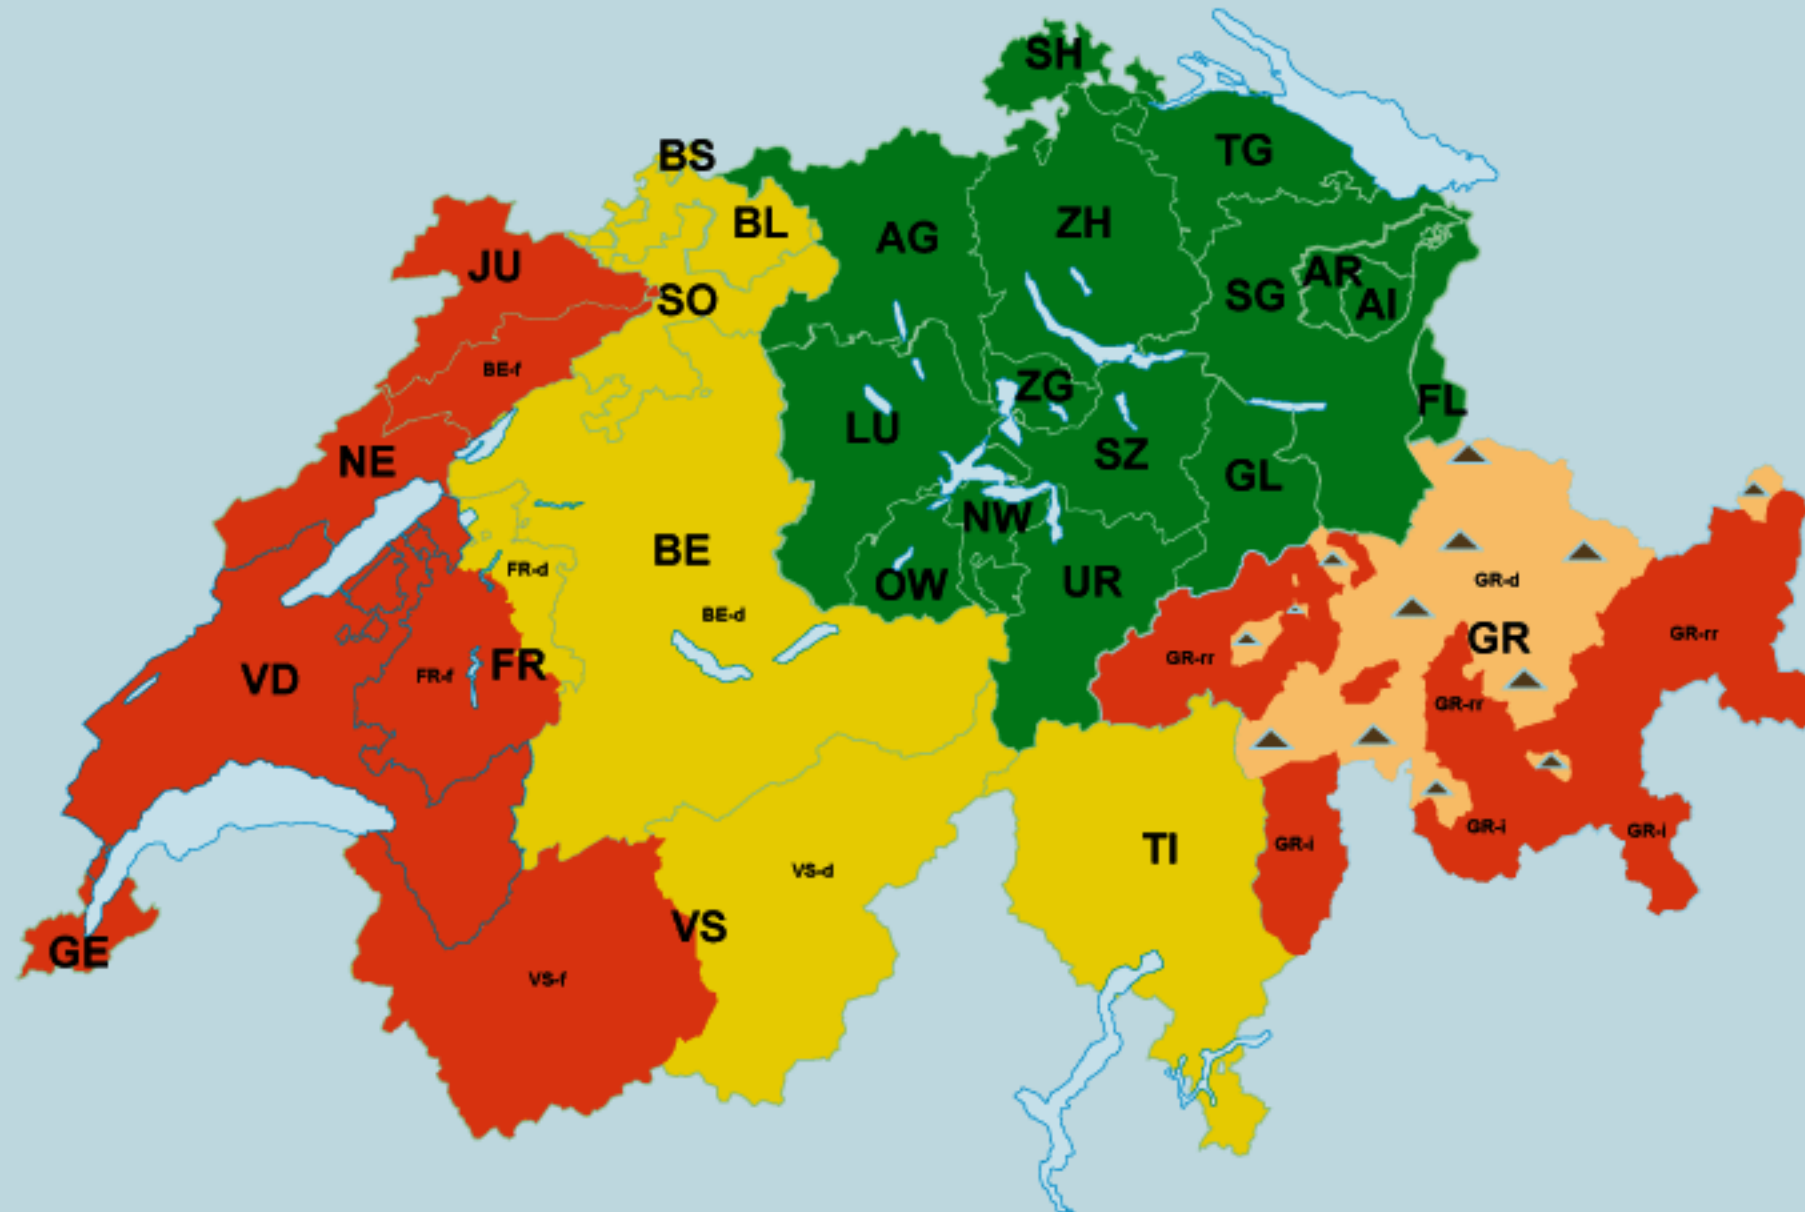 SH
BS
TG
BL
AG
ZH
JU
SO
SG
AR
AI
BE-f
ZG
FL
LU
NE
SZ
GL
NW
BE
FR-d
OW
UR
GR-d
BE-d
GR
GR-rr
VD
FR-f
FR
GR-rr
GR-rr
TI
GR-i
GR-i
GR-i
VS-d
VS
GE
VS-f